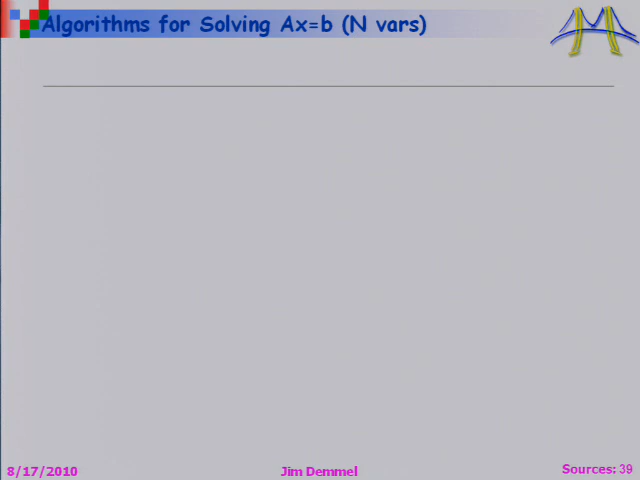 Algorithms for Solving Ax=b (N vars)
8/17/2010
Jim Demmel
Sources: 39